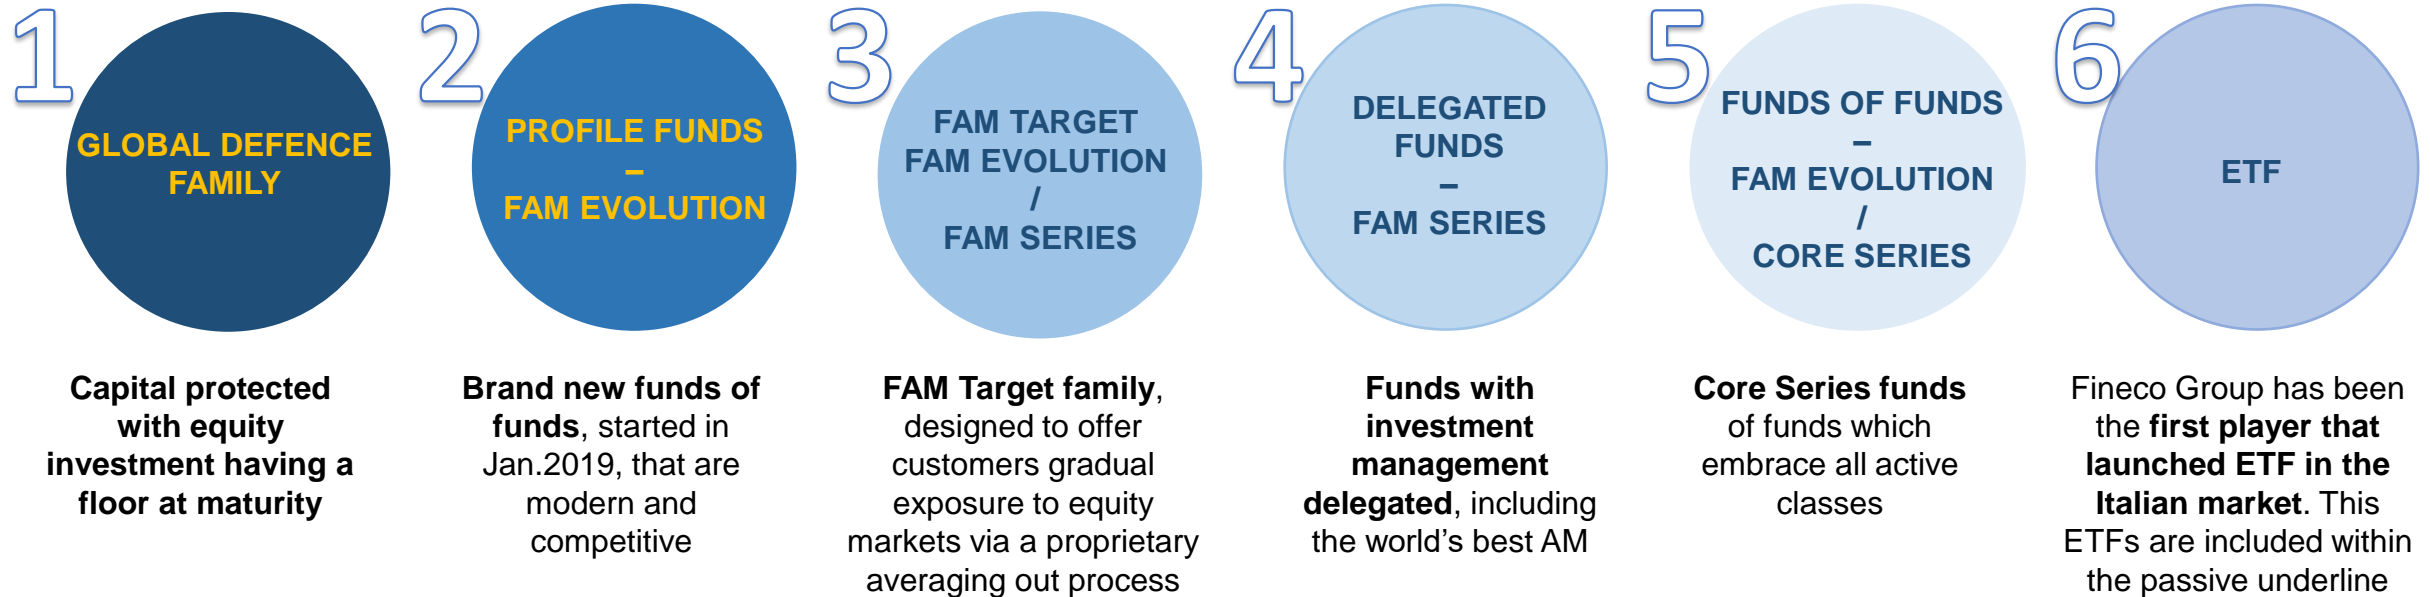 1
GLOBAL DEFENCE
FAMILY
Capital protected
with equity
investment having a
floor at maturity
2
PROFILE FUNDS
–
FAM EVOLUTION
Brand new funds of
funds, started in
Jan.2019, that are
modern and
competitive
3
FAM TARGET
FAM EVOLUTION
/
FAM SERIES
FAM Target family,
designed to offer
customers gradual
exposure to equity
markets via a proprietary
averaging out process
4
DELEGATED
FUNDS
–
FAM SERIES
Funds with
investment
management
delegated, including
the world’s best AM
5
FUNDS OF FUNDS
–
FAM EVOLUTION
/
CORE SERIES
Core Series funds
of funds which
embrace all active
classes
6
ETF
Fineco Group has been
the first player that
launched ETF in the
Italian market. This
ETFs are included within
the passive underline